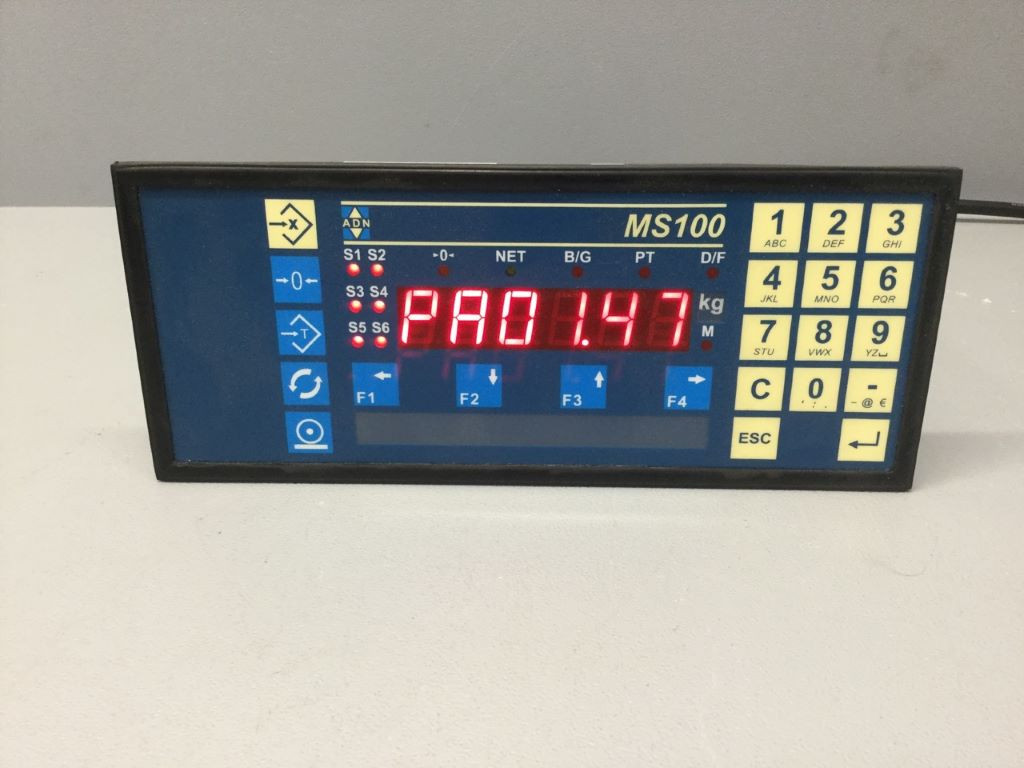 ADN
MS100
S1 S2
▸0◂ NET B/G PT D/F
S3 S4
PA01.47
kg
S5 S6
M
→X
→0←
→T
F1 F2 F3 F4
1 2 3
ABC DEF GHI
4 5 6
JKL MNO PQR
7 8 9
STU VWX YZ⎵
C 0 -
. : , - @ €
ESC